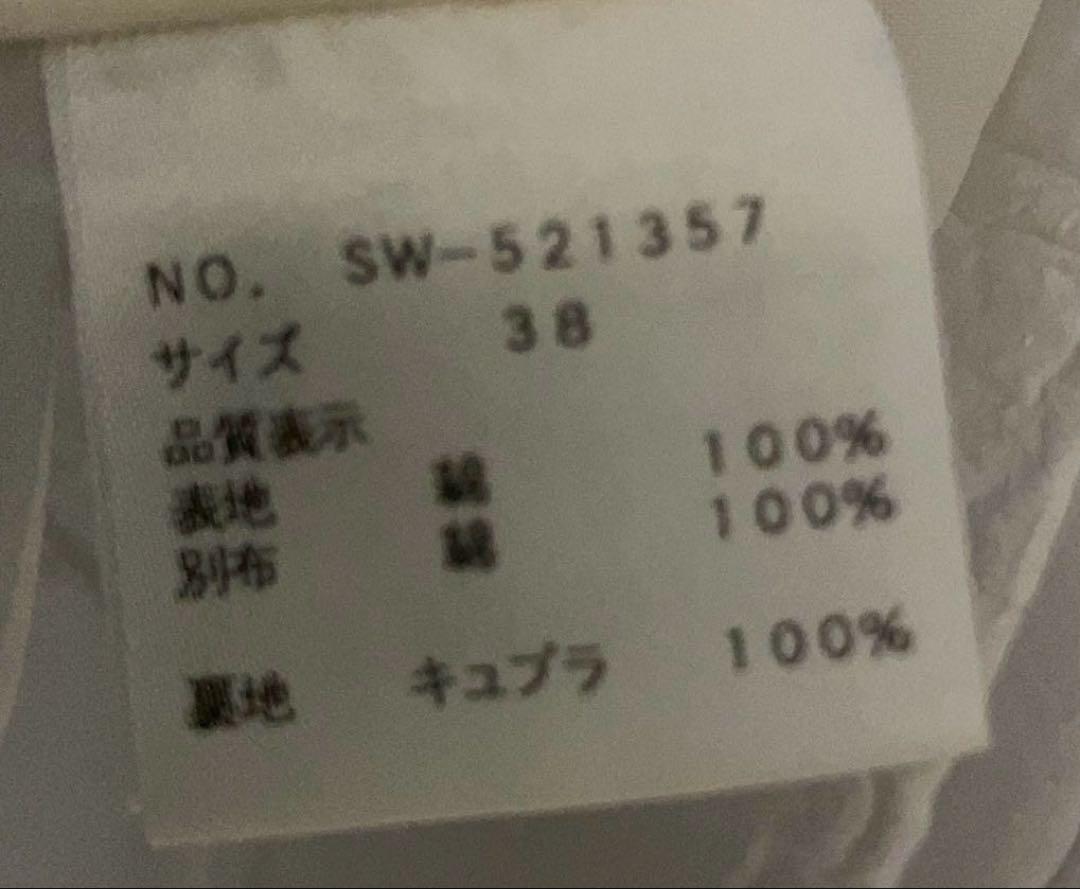 NO. SW-521357
サイズ 38
品質表示
表地 綿 100%
別布 綿 100%
裏地 キュプラ 100%